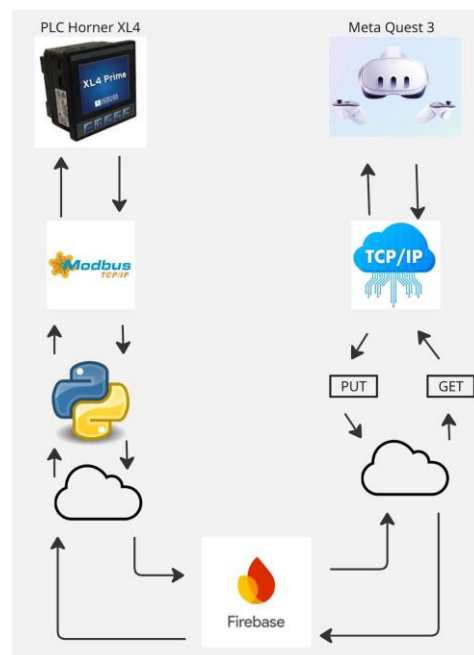 PLC Horner XL4
Meta Quest 3
XL4 Prime
Modbus
TCP/IP
TCP/IP
PUT
GET
Firebase